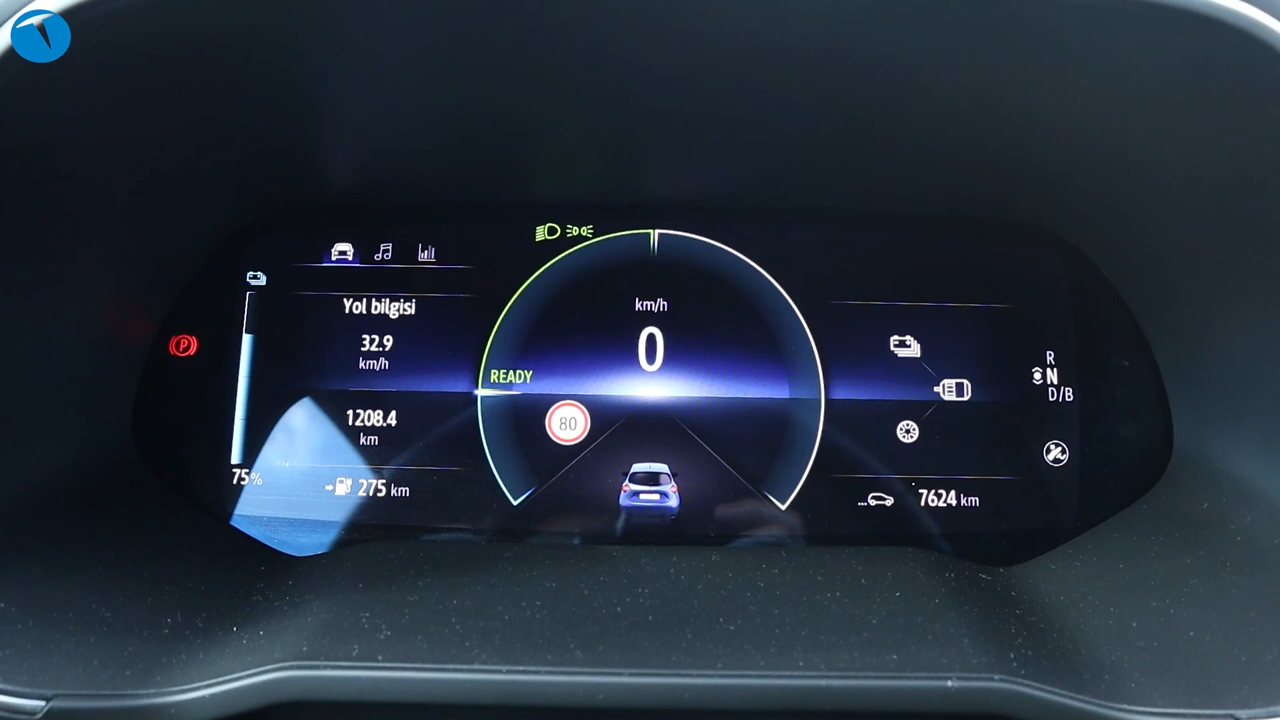 Yol bilgisi
32.9
km/h
1208.4
km
75%
275 km
km/h
0
READY
80
P
R
N
D/B
7624 km